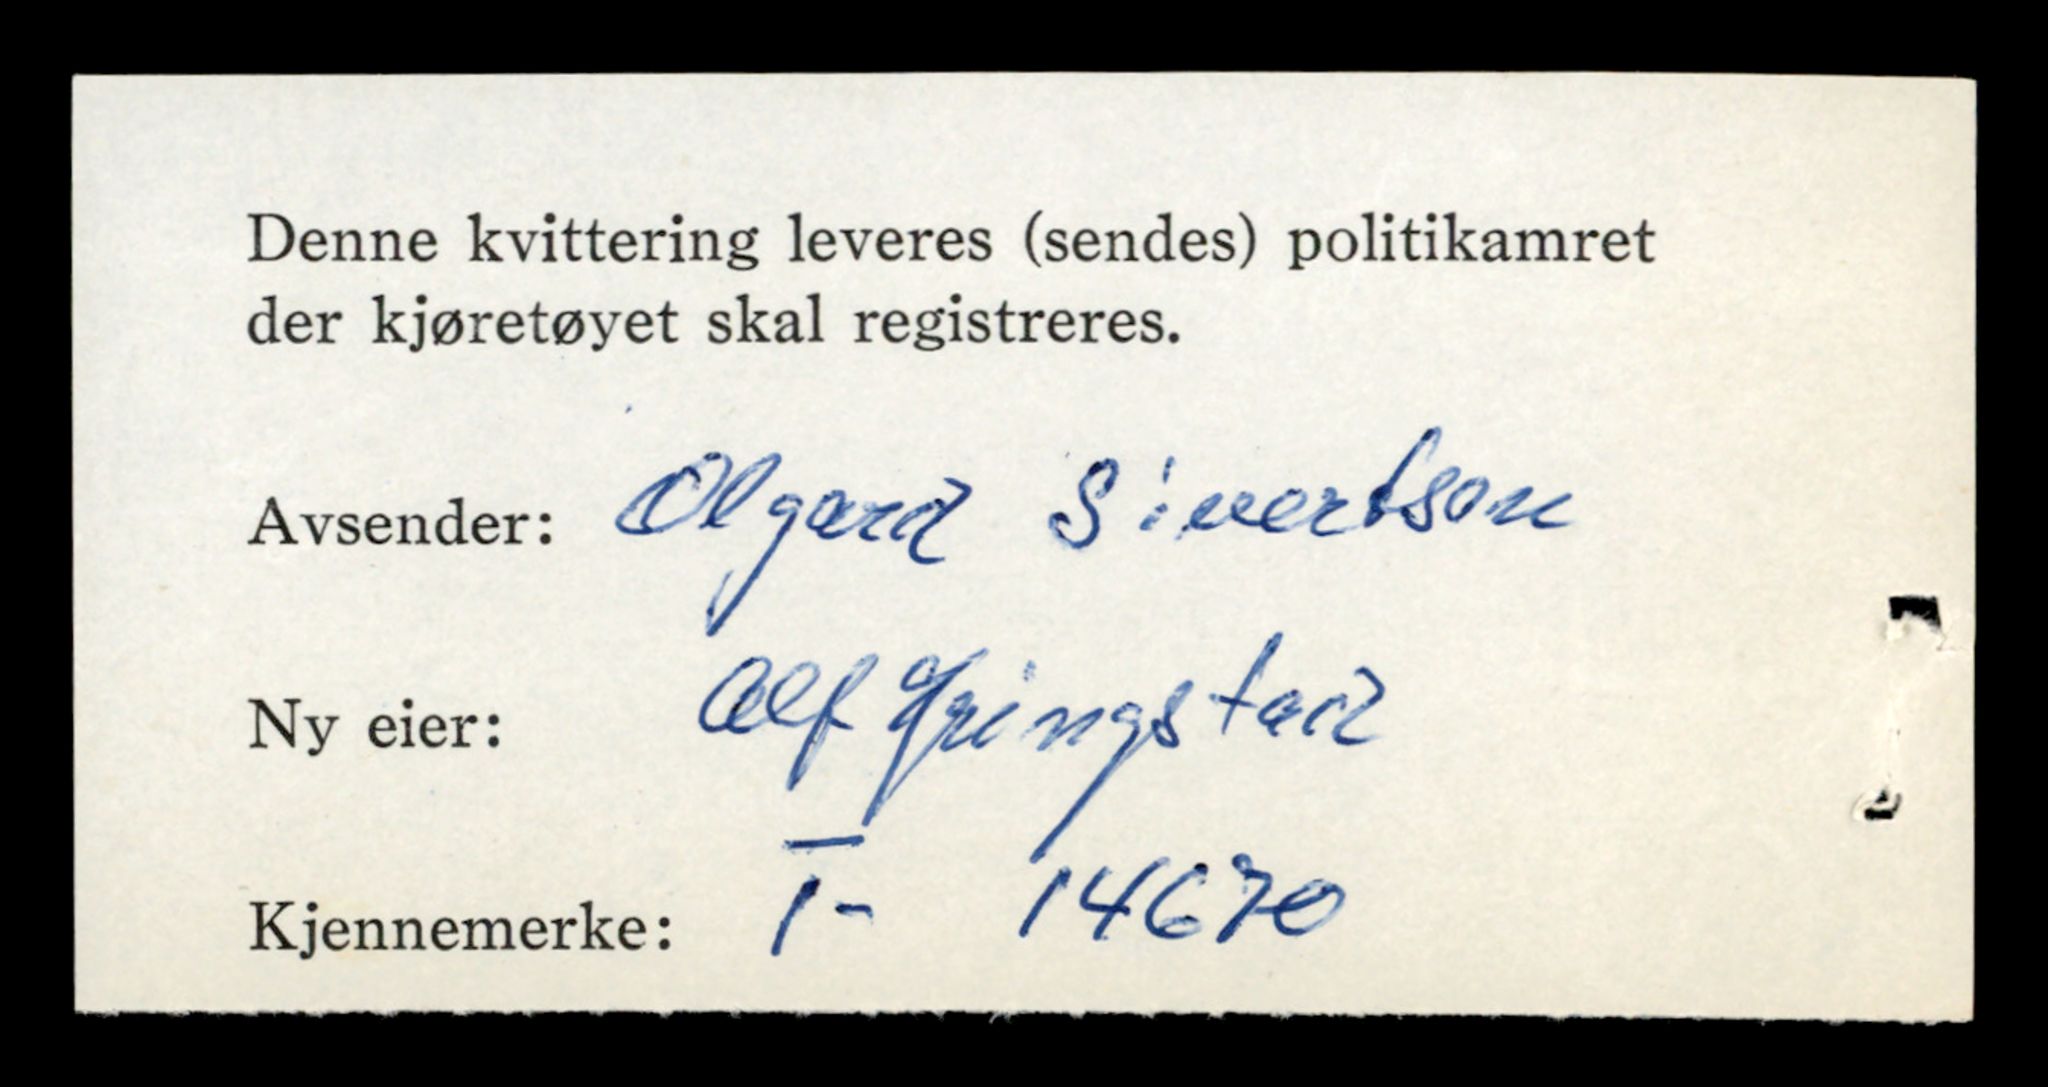 Denne kvittering leveres (sendes) politikamret
der kjøretøyet skal registreres.
Avsender: Olgard Sivertsen
Ny eier: Alf Gringstad
Kjennemerke: T- 14670